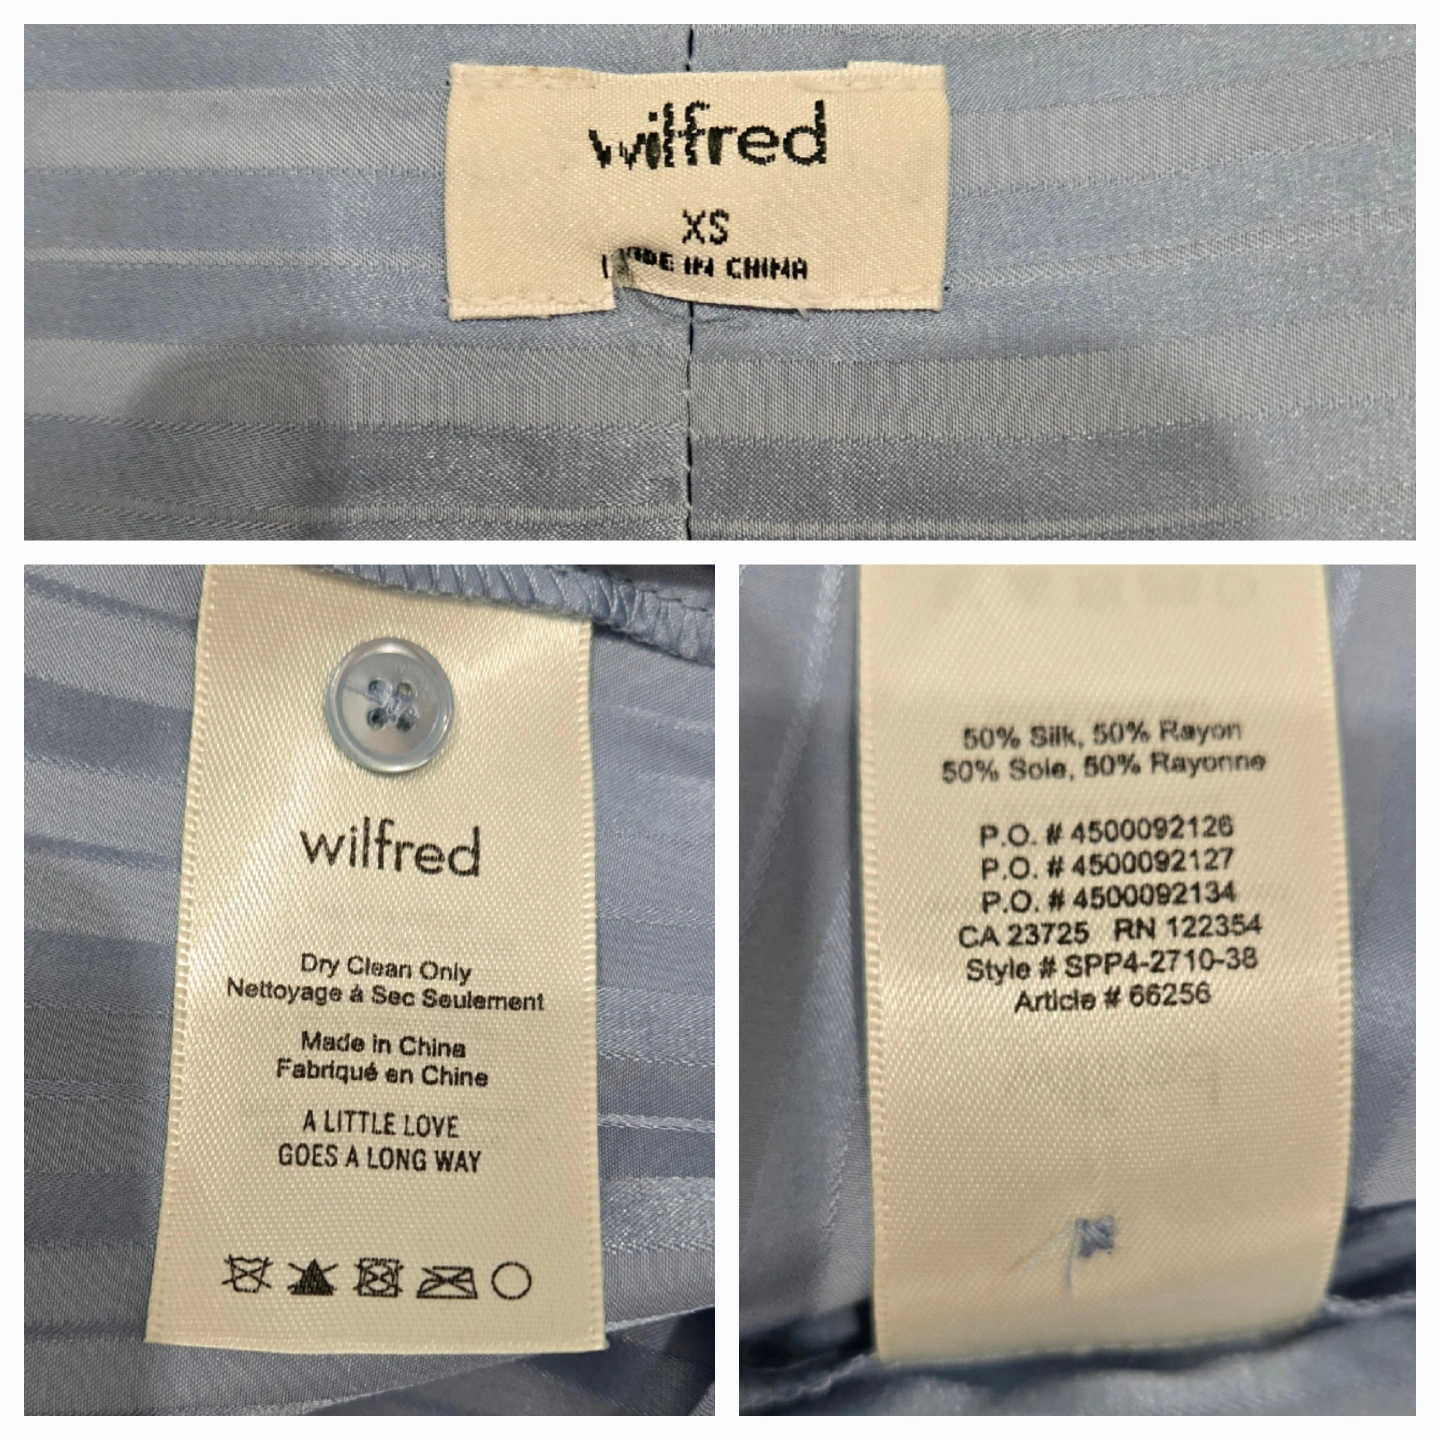 wilfred
XS
MADE IN CHINA
wilfred
Dry Clean Only
Nettoyage à Sec Seulement
Made in China
Fabriqué en Chine
A LITTLE LOVE
GOES A LONG WAY
50% Silk, 50% Rayon
50% Soie, 50% Rayonne
P.O. # 4500092126
P.O. # 4500092127
P.O. # 4500092134
CA 23725 RN 122354
Style # SPP4-2710-38
Article # 66256